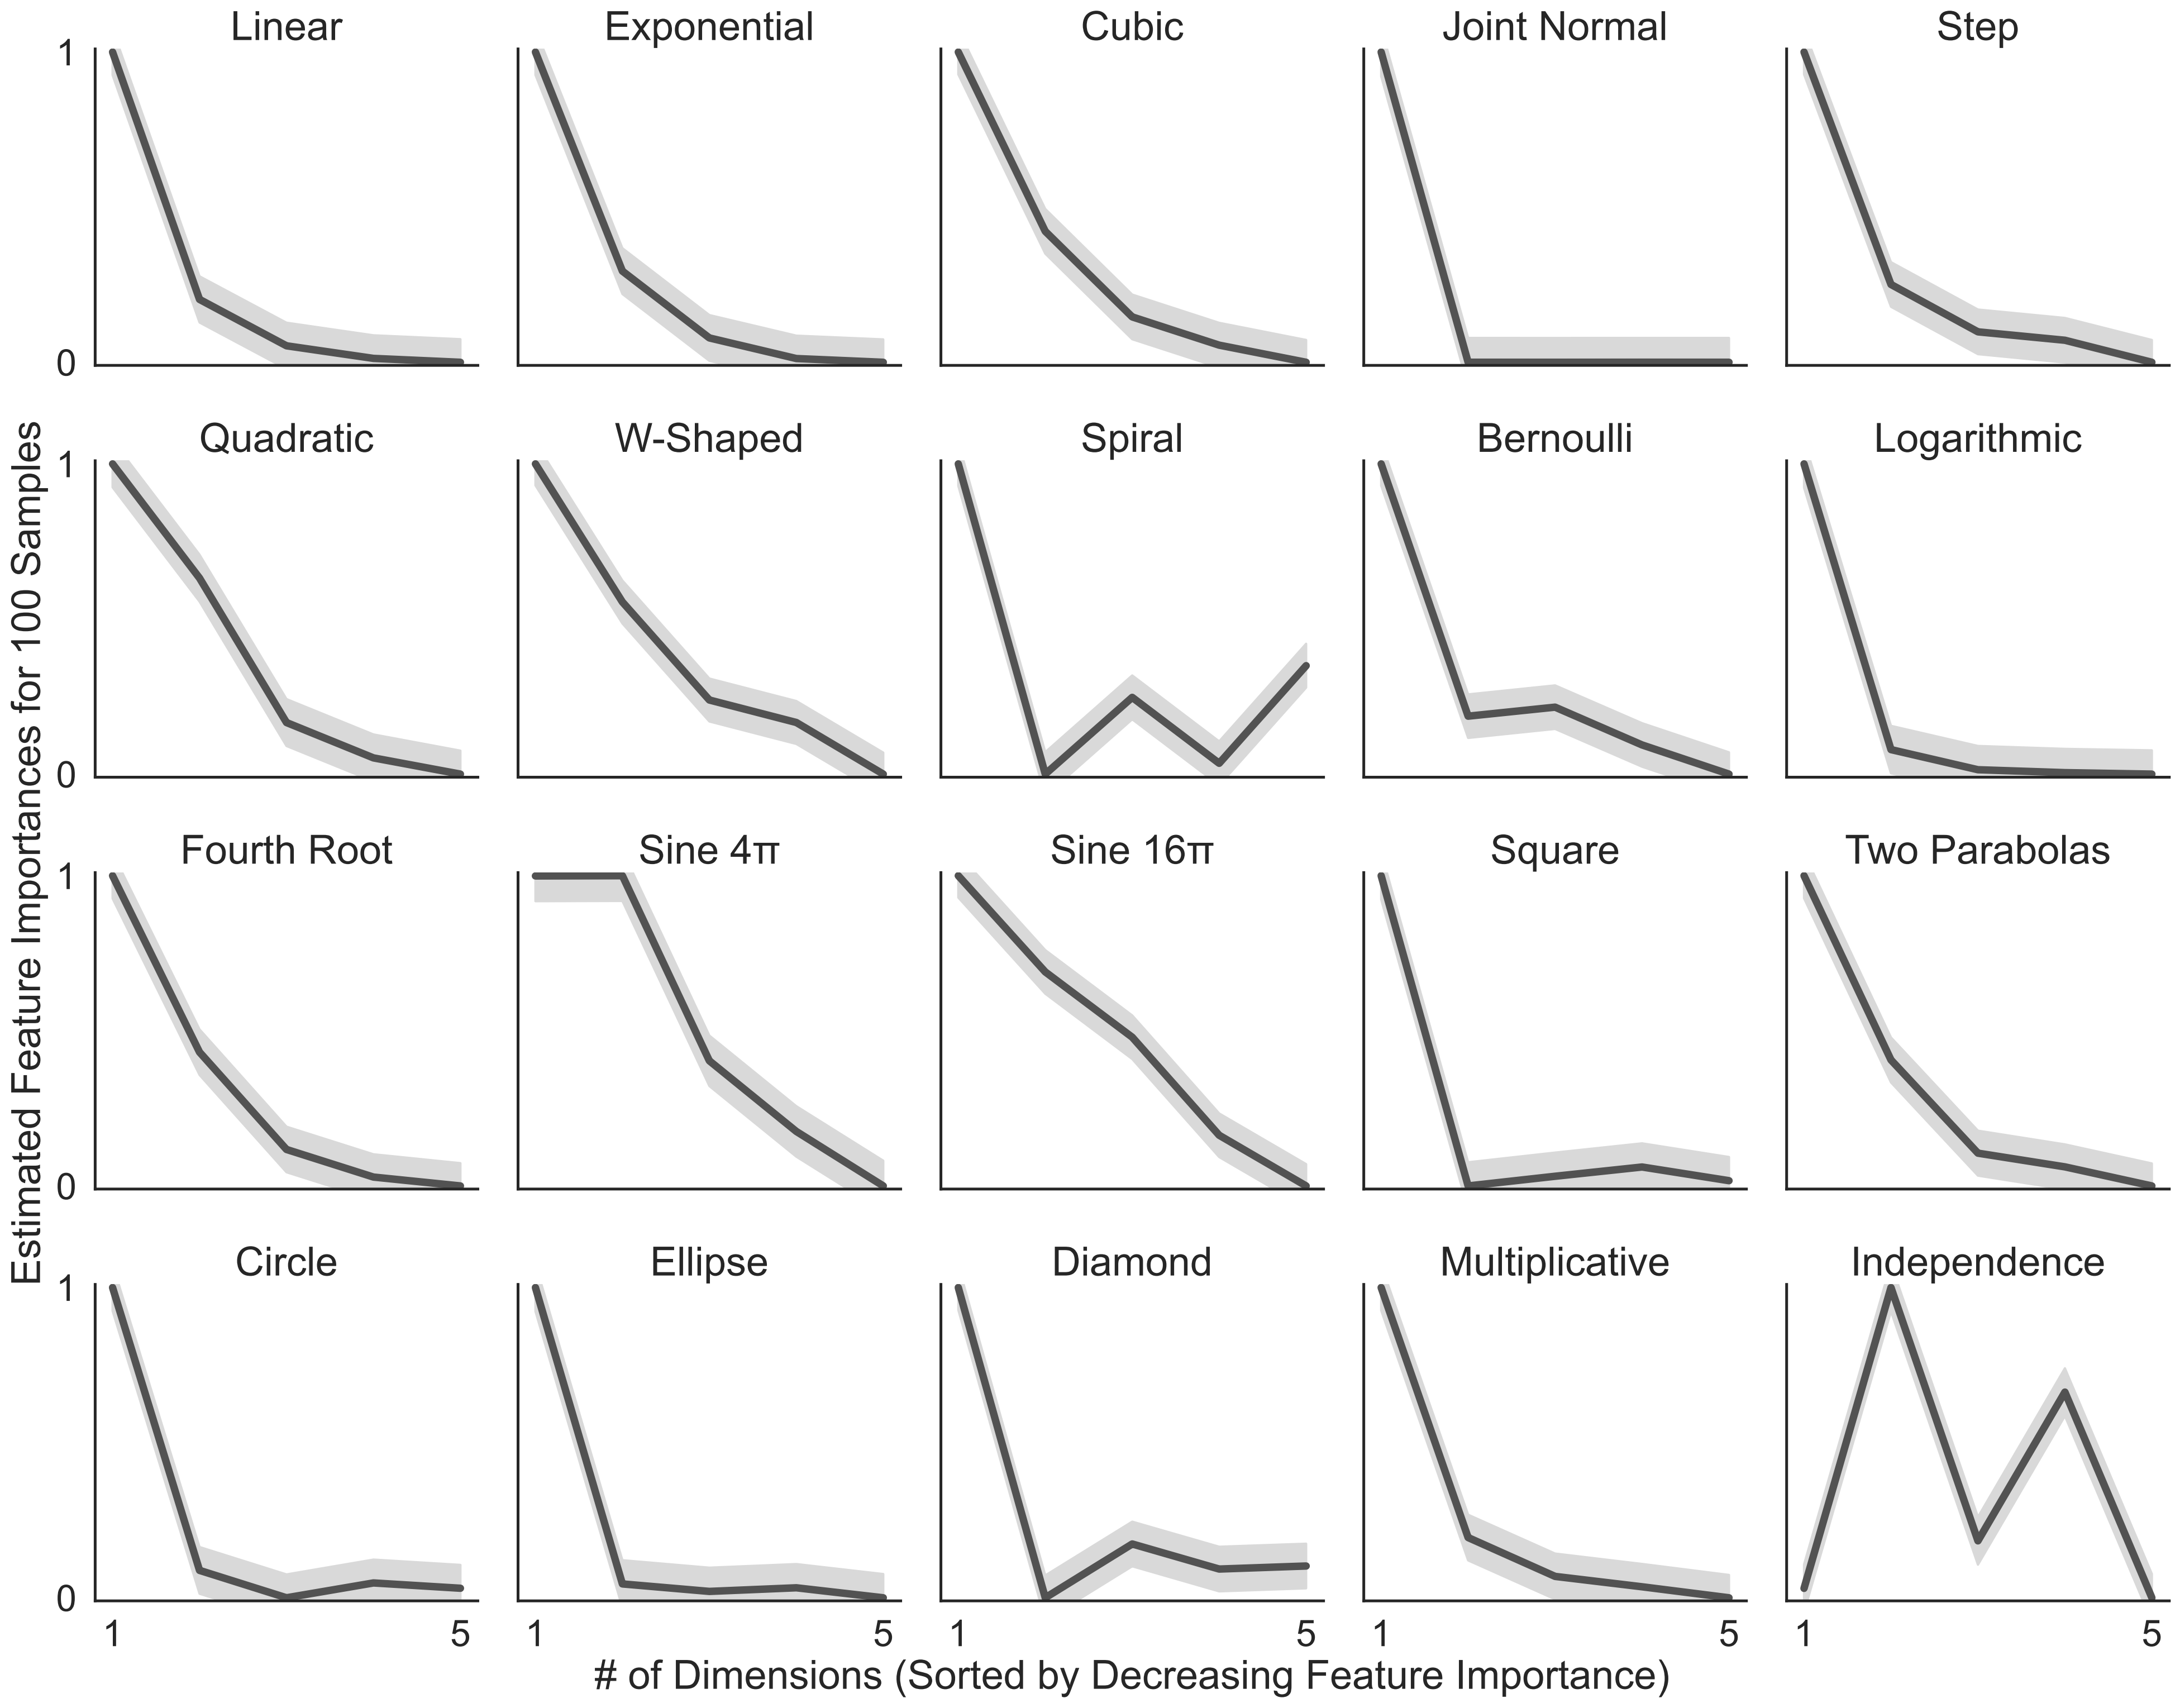 Linear
Exponential
Cubic
Joint Normal
Step
1
0
Quadratic
W-Shaped
Spiral
Bernoulli
Logarithmic
1
0
Estimated Feature Importances for 100 Samples
Fourth Root
Sine 4π
Sine 16π
Square
Two Parabolas
1
0
Circle
Ellipse
Diamond
Multiplicative
Independence
1
0
1 5
1 5
1 5
1 5
1 5
# of Dimensions (Sorted by Decreasing Feature Importance)